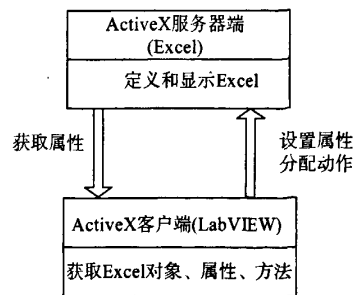 ActiveX服务器端
(Excel)
定义和显示Excel
获取属性
设置属性
分配动作
ActiveX客户端(LabVIEW)
获取Excel对象、属性、方法